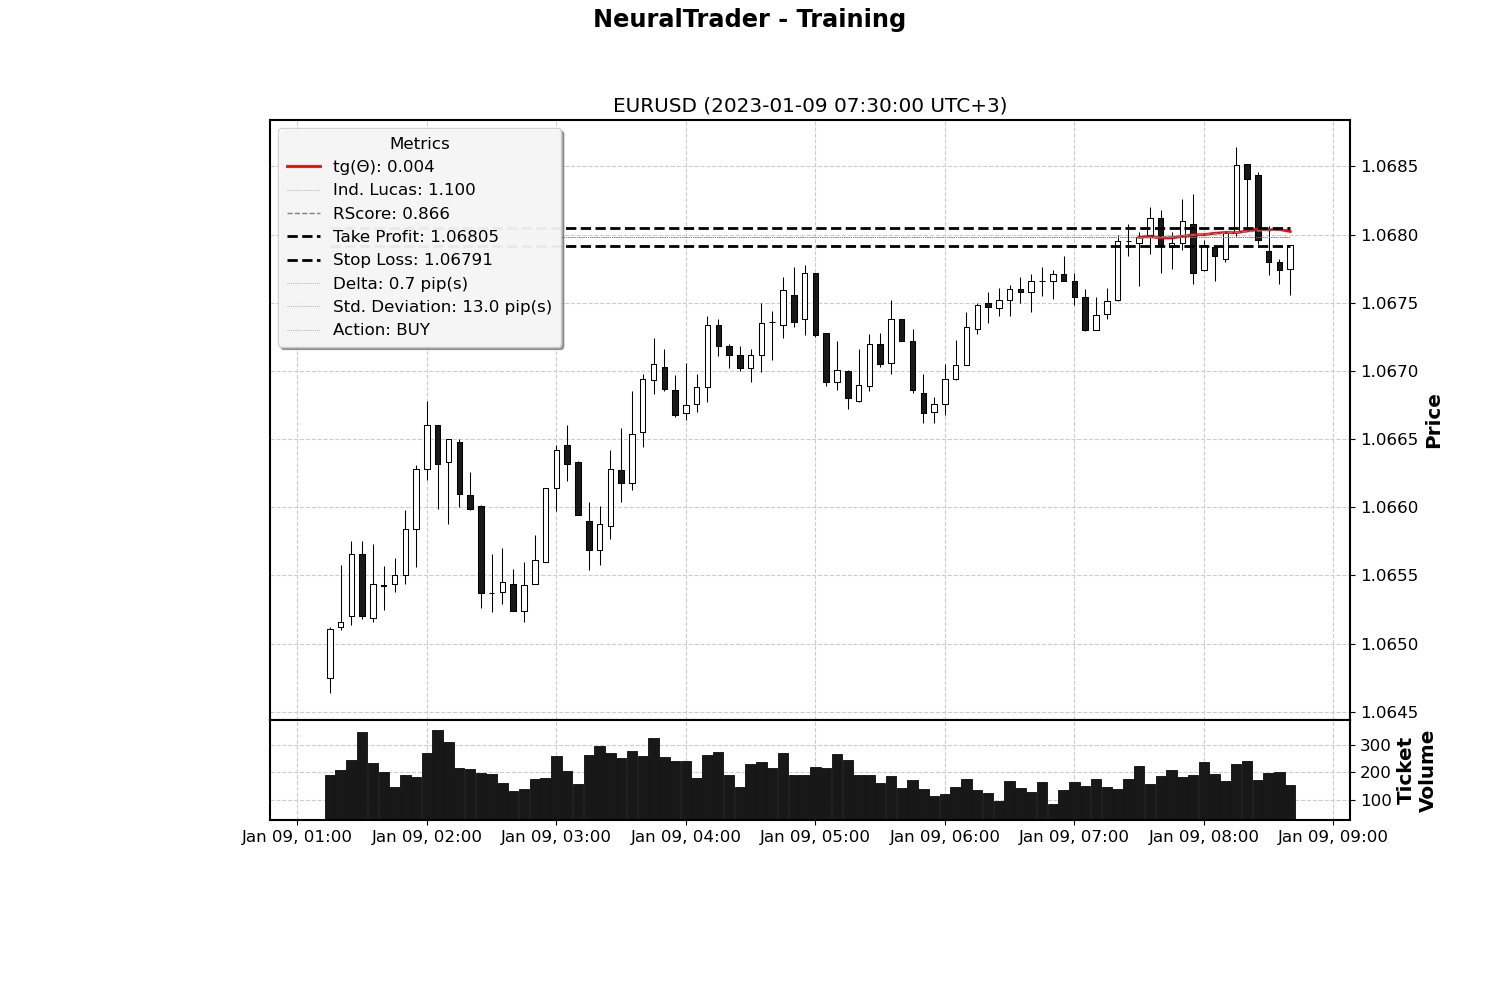 NeuralTrader - Training
EURUSD (2023-01-09 07:30:00 UTC+3)
Metrics
tg(Θ): 0.004
Ind. Lucas: 1.100
RScore: 0.866
Take Profit: 1.06805
Stop Loss: 1.06791
Delta: 0.7 pip(s)
Std. Deviation: 13.0 pip(s)
Action: BUY
1.0685
1.0680
1.0675
1.0670
1.0665
1.0660
1.0655
1.0650
1.0645
Price
300
200
100
Ticket
Volume
Jan 09, 01:00
Jan 09, 02:00
Jan 09, 03:00
Jan 09, 04:00
Jan 09, 05:00
Jan 09, 06:00
Jan 09, 07:00
Jan 09, 08:00
Jan 09, 09:00